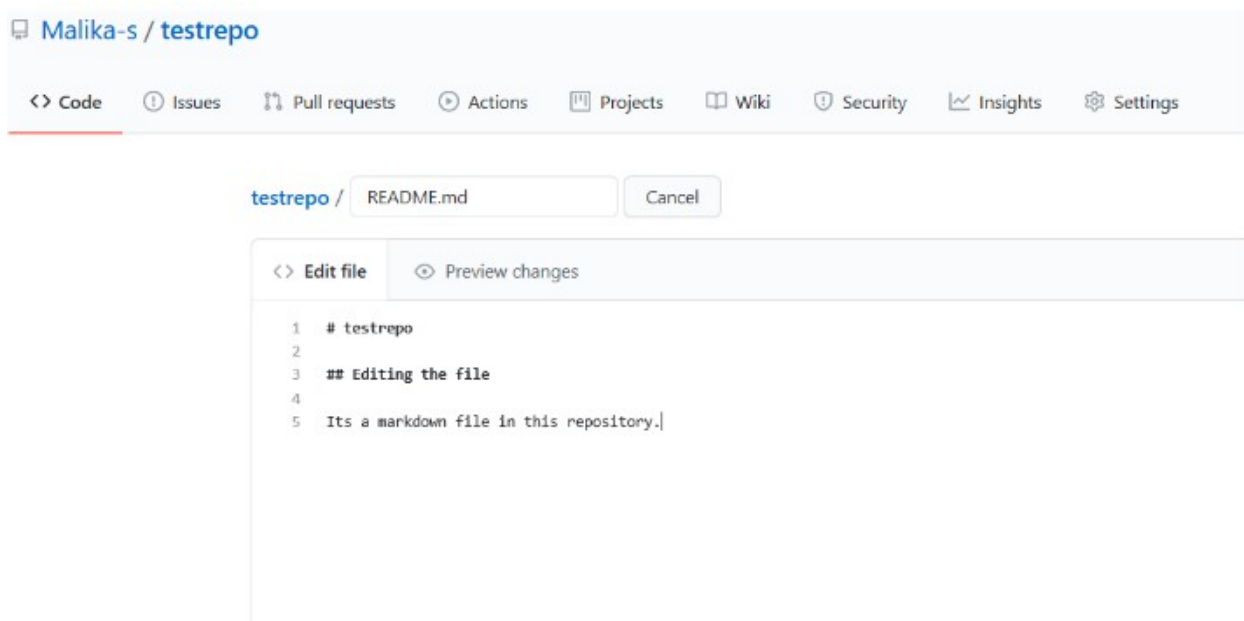 Malika-s / testrepo
<> Code Issues Pull requests Actions Projects Wiki Security Insights Settings
testrepo / README.md Cancel
<> Edit file Preview changes
1 # testrepo
2
3 ## Editing the file
4
5 Its a markdown file in this repository.